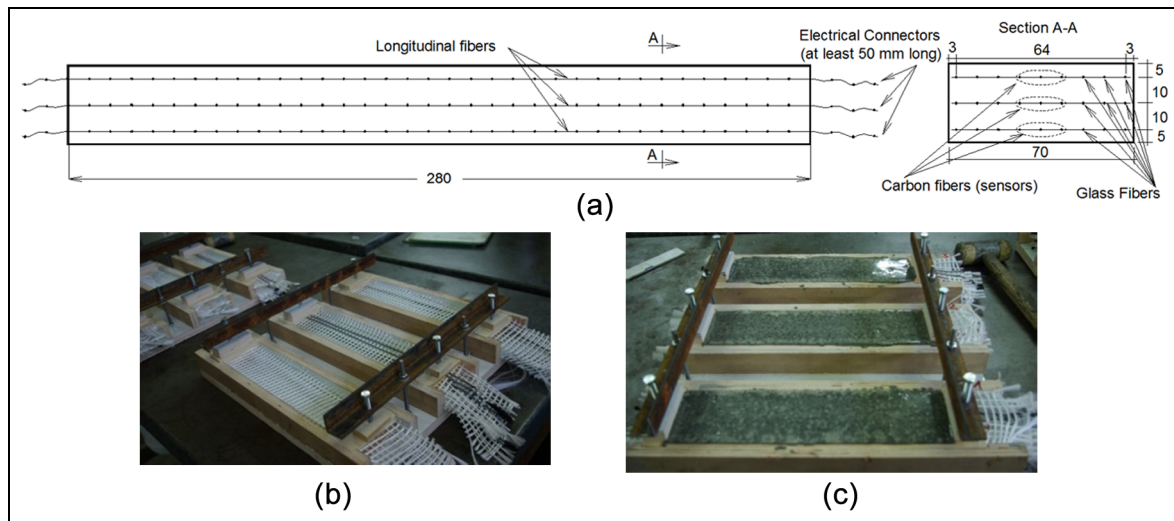 A
Longitudinal fibers
Electrical Connectors
(at least 50 mm long)
A
280
Section A-A
3
64
3
5
10
10
5
70
Carbon fibers (sensors)
Glass Fibers
(a)
(b)
(c)